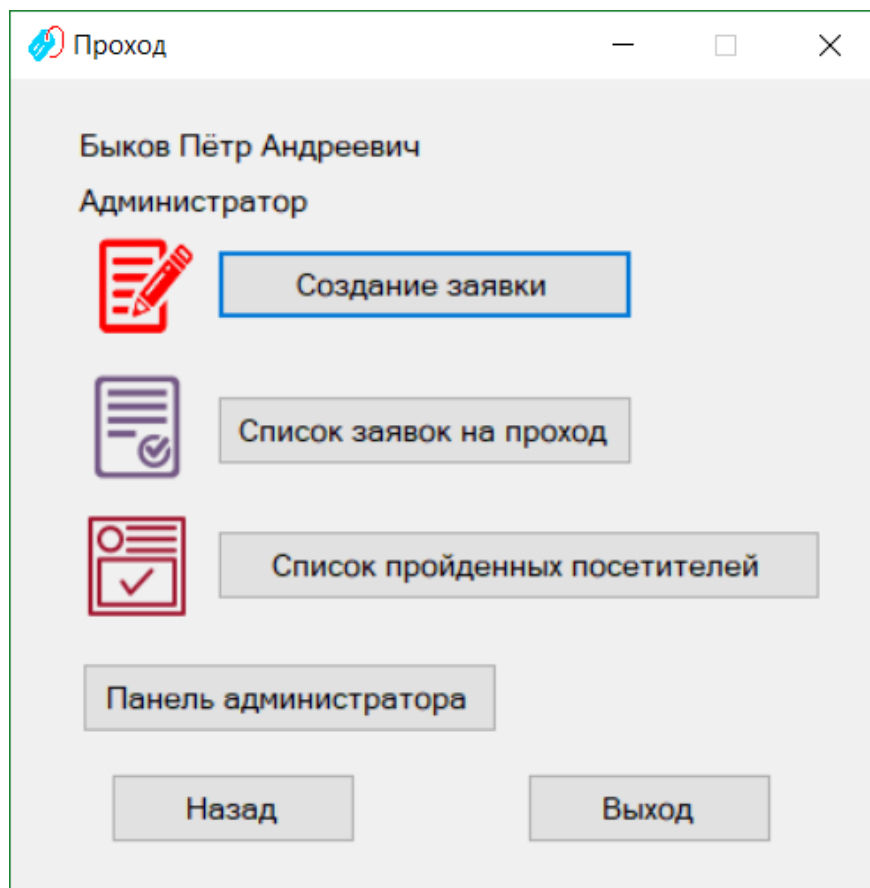 Проход
Быков Пётр Андреевич
Администратор
Создание заявки
Список заявок на проход
Список пройденных посетителей
Панель администратора
Назад
Выход